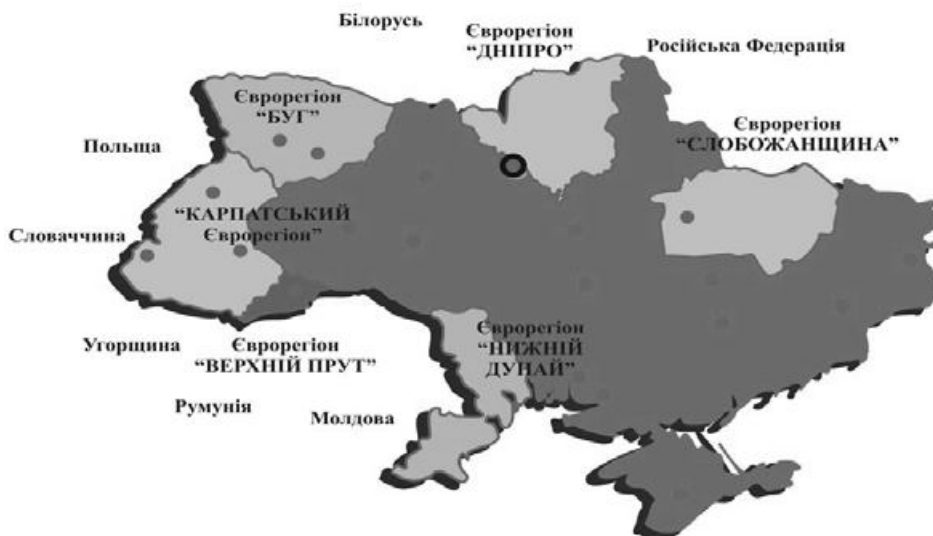 Білорусь
Єврорегіон
“ДНІПРО”
Російська Федерація
Єврорегіон
“БУГ”
Єврорегіон
“СЛОБОЖАНЩИНА”
Польща
“КАРПАТСЬКИЙ
Єврорегіон”
Словаччина
Угорщина
Єврорегіон
“ВЕРХНІЙ ПРУТ”
Єврорегіон
“НИЖНІЙ
ДУНАЙ”
Румунія
Молдова